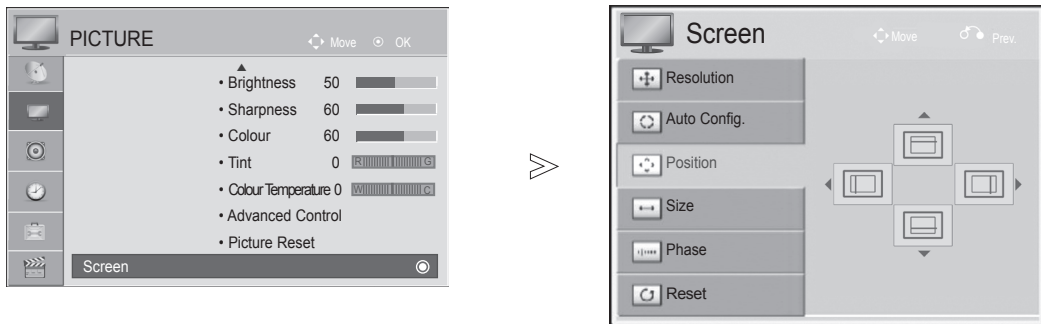 PICTURE
Move OK
• Brightness 50
• Sharpness 60
• Colour 60
• Tint 0 R G
• Colour Temperature 0 W C
• Advanced Control
• Picture Reset
Screen
Screen
Move Prev.
Resolution
Auto Config.
Position
Size
Phase
Reset